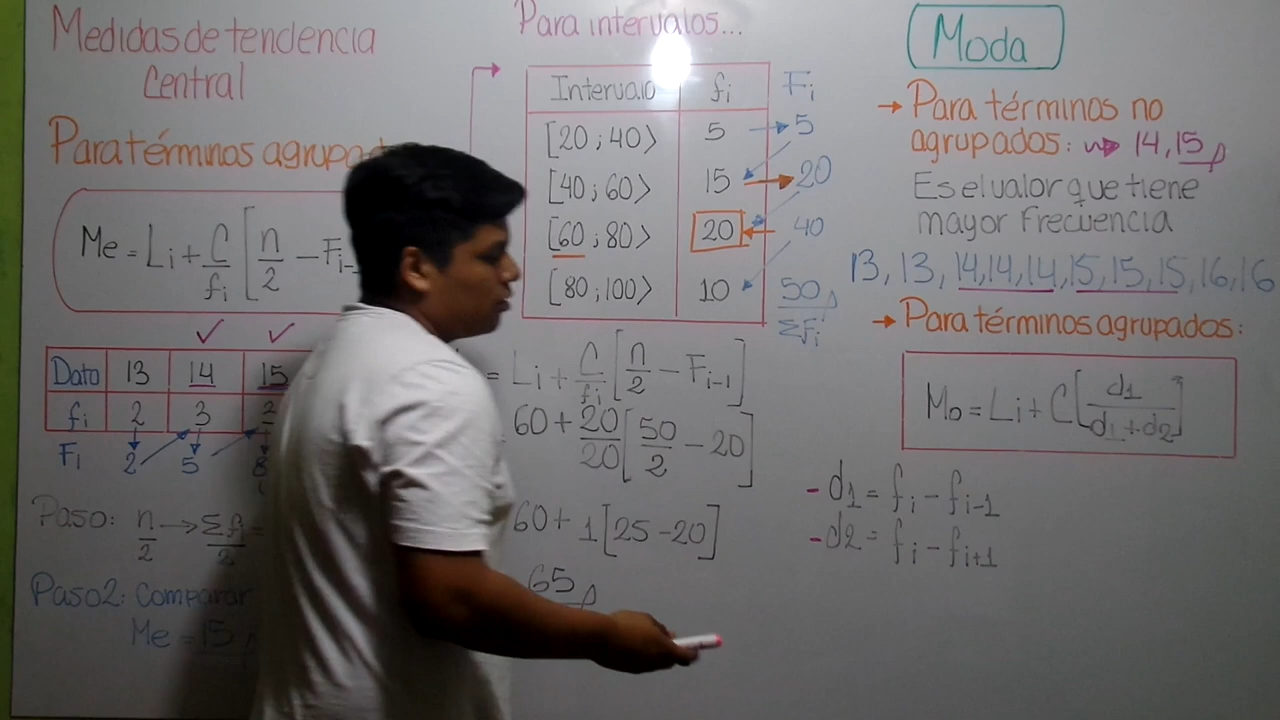 Medidas de tendencia
Central
Para términos agrupad
Me = Li + C/fi [n/2 - Fi-1
Dato 13 14 15
fi 2 3
Fi 2 5
Paso: n/2 → Σfi/2 =
Paso2: Comparar
Me = 15
Para intervalos...
Intervalo fi Fi
[20 ; 40⟩ 5 → 5
[40 ; 60⟩ 15 → 20
[60 ; 80⟩ 20 ← 40
[80 ; 100⟩ 10 50
ΣFi
= Li + C/fi [n/2 - Fi-1]
60 + 20/20 [50/2 - 20]
60 + 1[25 - 20]
65
Moda
→ Para términos no
agrupados: → 14, 15
Es el valor que tiene
mayor frecuencia
13, 13, 14, 14, 14, 15, 15, 15, 16, 16
→ Para términos agrupados:
Mo = Li + C[d1/(d1 + d2)]
- d1 = fi - fi-1
- d2 = fi - fi+1